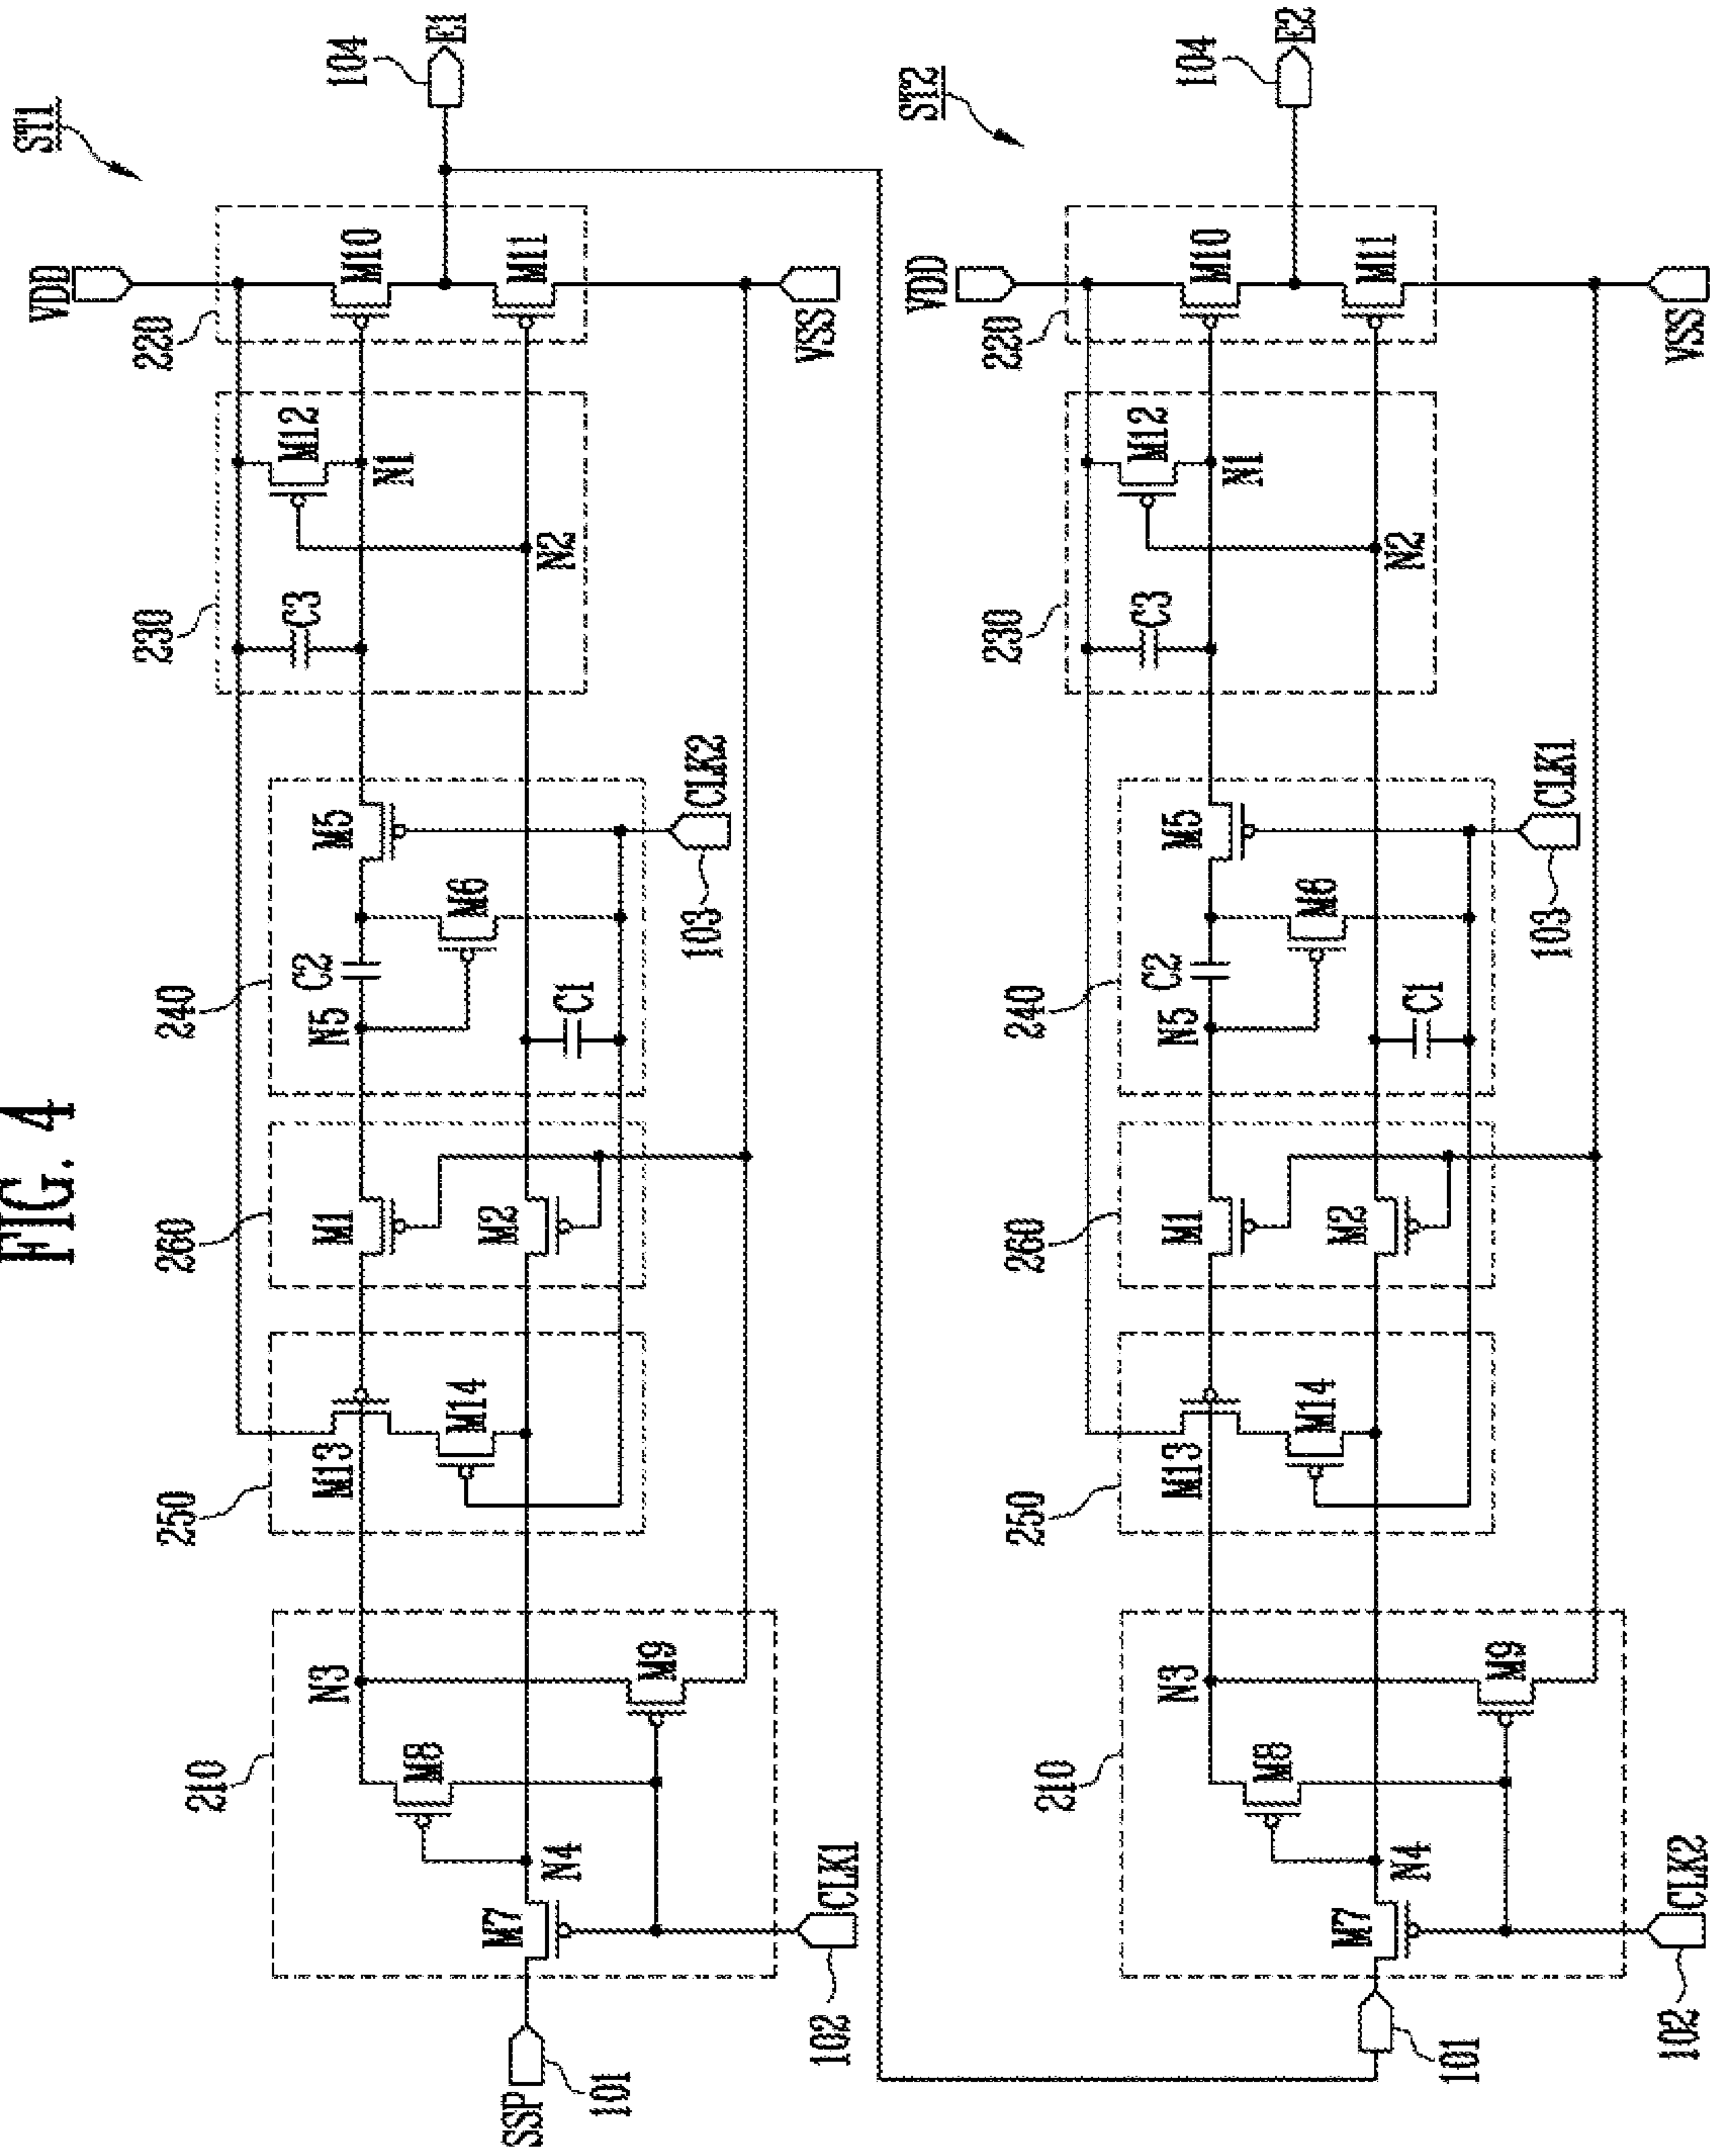 FIG. 4
ST1
VDD
220
230
240
260
250
210
M10
M11
104
E1
M12
N1
N2
C3
M5
M6
C2
N5
C1
M1
M2
M13
M14
N3
M8
M9
M7
N4
SSP
101
102
CLK1
103
CLK2
VSS
ST2
VDD
220
230
240
260
250
210
M10
M11
104
E2
M12
N1
N2
C3
M5
M6
C2
N5
C1
M1
M2
M13
M14
N3
M8
M9
M7
N4
101
102
CLK2
103
CLK1
VSS